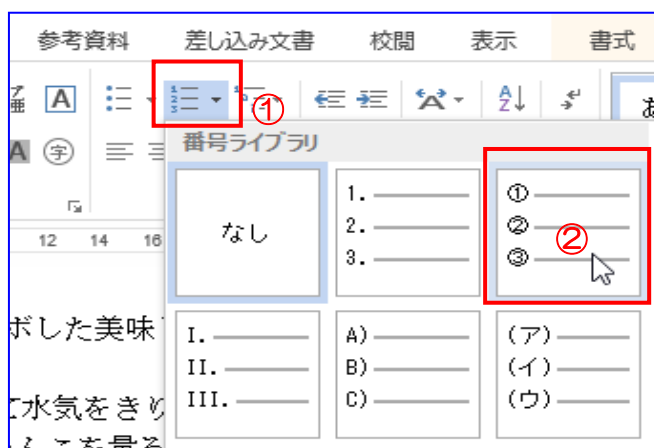 参考資料 差し込み文書 校閲 表示 書式
A ①
A 字
番号ライブラリ
12 14 16
なし
1.
2.
3.
①
②
③
②
I.
II.
III.
A)
B)
C)
(ア)
(イ)
(ウ)
ボした美味
て水気をきり